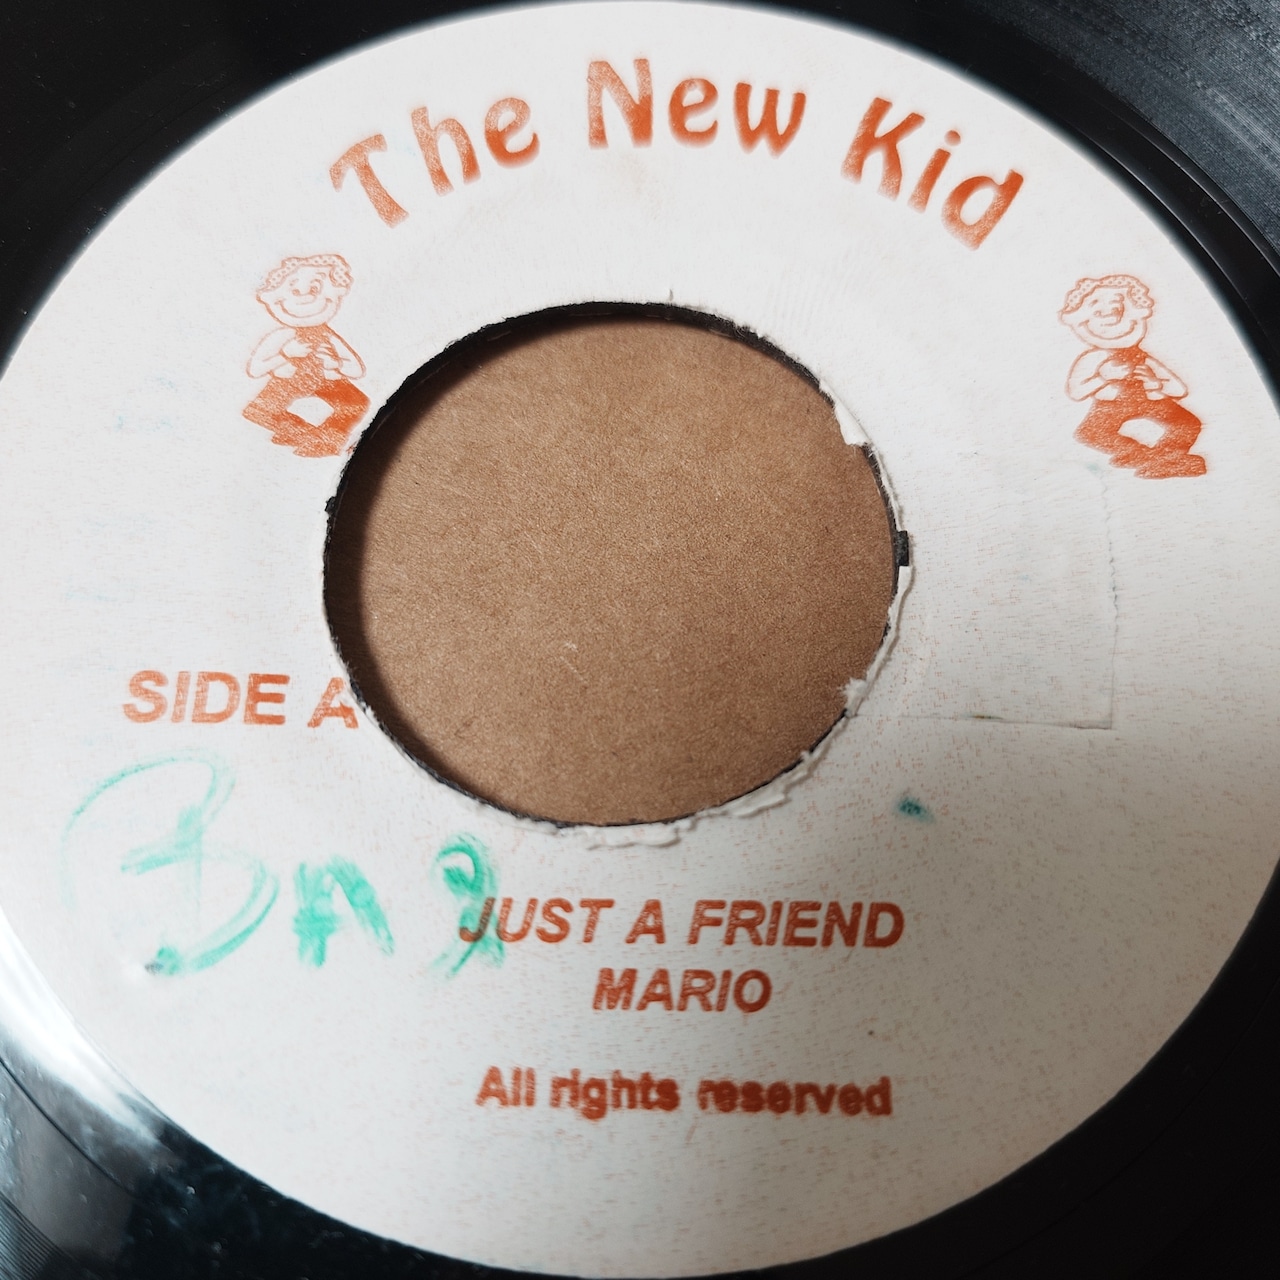 The New Kid
SIDE A
JUST A FRIEND
MARIO
All rights reserved